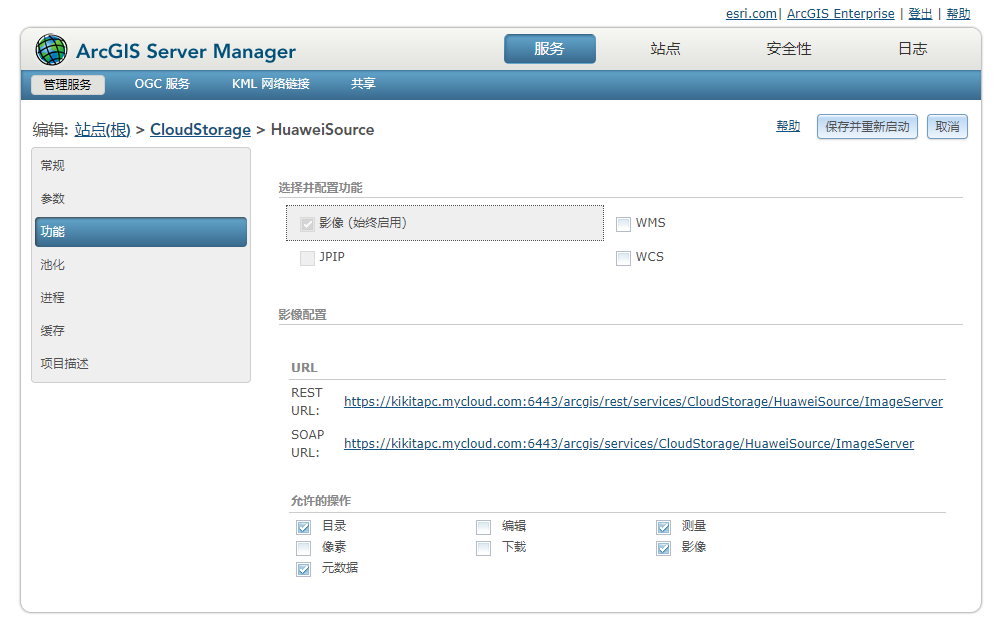 esri.com | ArcGIS Enterprise | 登出 | 帮助
ArcGIS Server Manager 服务 站点 安全性 日志
管理服务 OGC 服务 KML 网络链接 共享
编辑: 站点(根) > CloudStorage > HuaweiSource 帮助 保存并重新启动 取消
常规
参数
功能
池化
进程
缓存
项目描述
选择并配置功能
影像 (始终启用) WMS
JPIP WCS
影像配置
URL
REST URL: https://kikitapc.mycloud.com:6443/arcgis/rest/services/CloudStorage/HuaweiSource/ImageServer
SOAP URL: https://kikitapc.mycloud.com:6443/arcgis/services/CloudStorage/HuaweiSource/ImageServer
允许的操作
目录 编辑 测量
像素 下载 影像
元数据